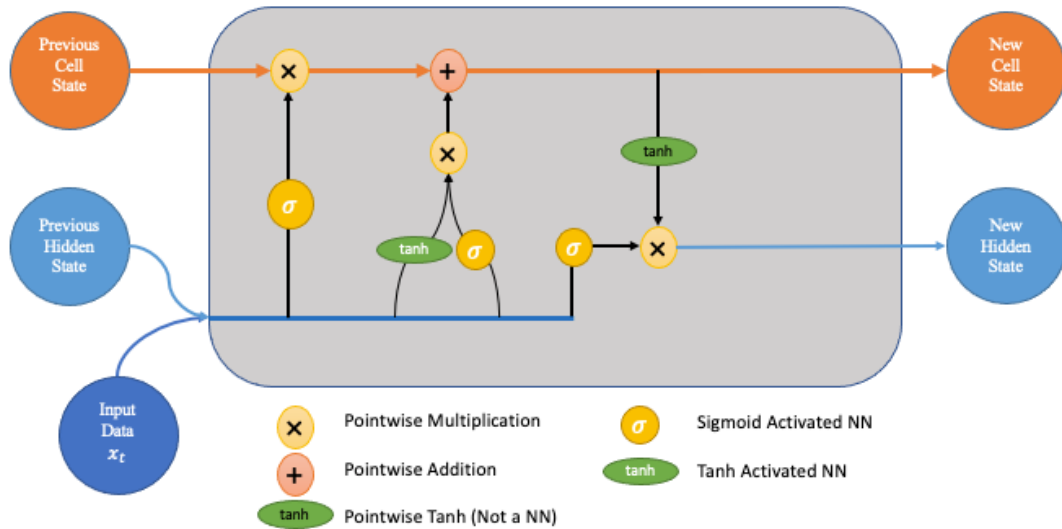 Previous
Cell
State
×
+
New
Cell
State
×
tanh
σ
Previous
Hidden
State
tanh
σ
σ
×
New
Hidden
State
Input
Data
x_t
× Pointwise Multiplication
σ Sigmoid Activated NN
+ Pointwise Addition
tanh Tanh Activated NN
tanh Pointwise Tanh (Not a NN)